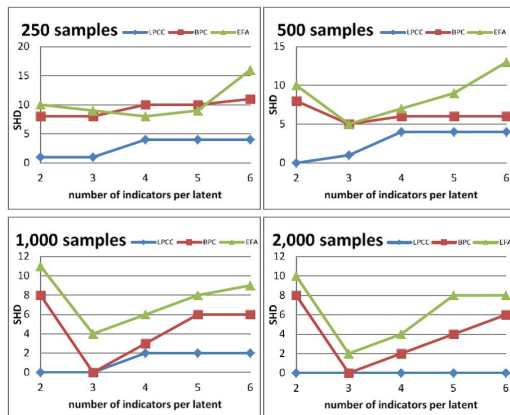 250 samples
LPCC BPC EFA
20
15
10
5
0
SHD
2 3 4 5 6
number of indicators per latent
500 samples
LPCC BPC EFA
15
10
5
0
SHD
2 3 4 5 6
number of indicators per latent
1,000 samples
LPCC BPC EFA
12
10
8
6
4
2
0
SHD
2 3 4 5 6
number of indicators per latent
2,000 samples
LPCC BPC EFA
12
10
8
6
4
2
0
SHD
2 3 4 5 6
number of indicators per latent